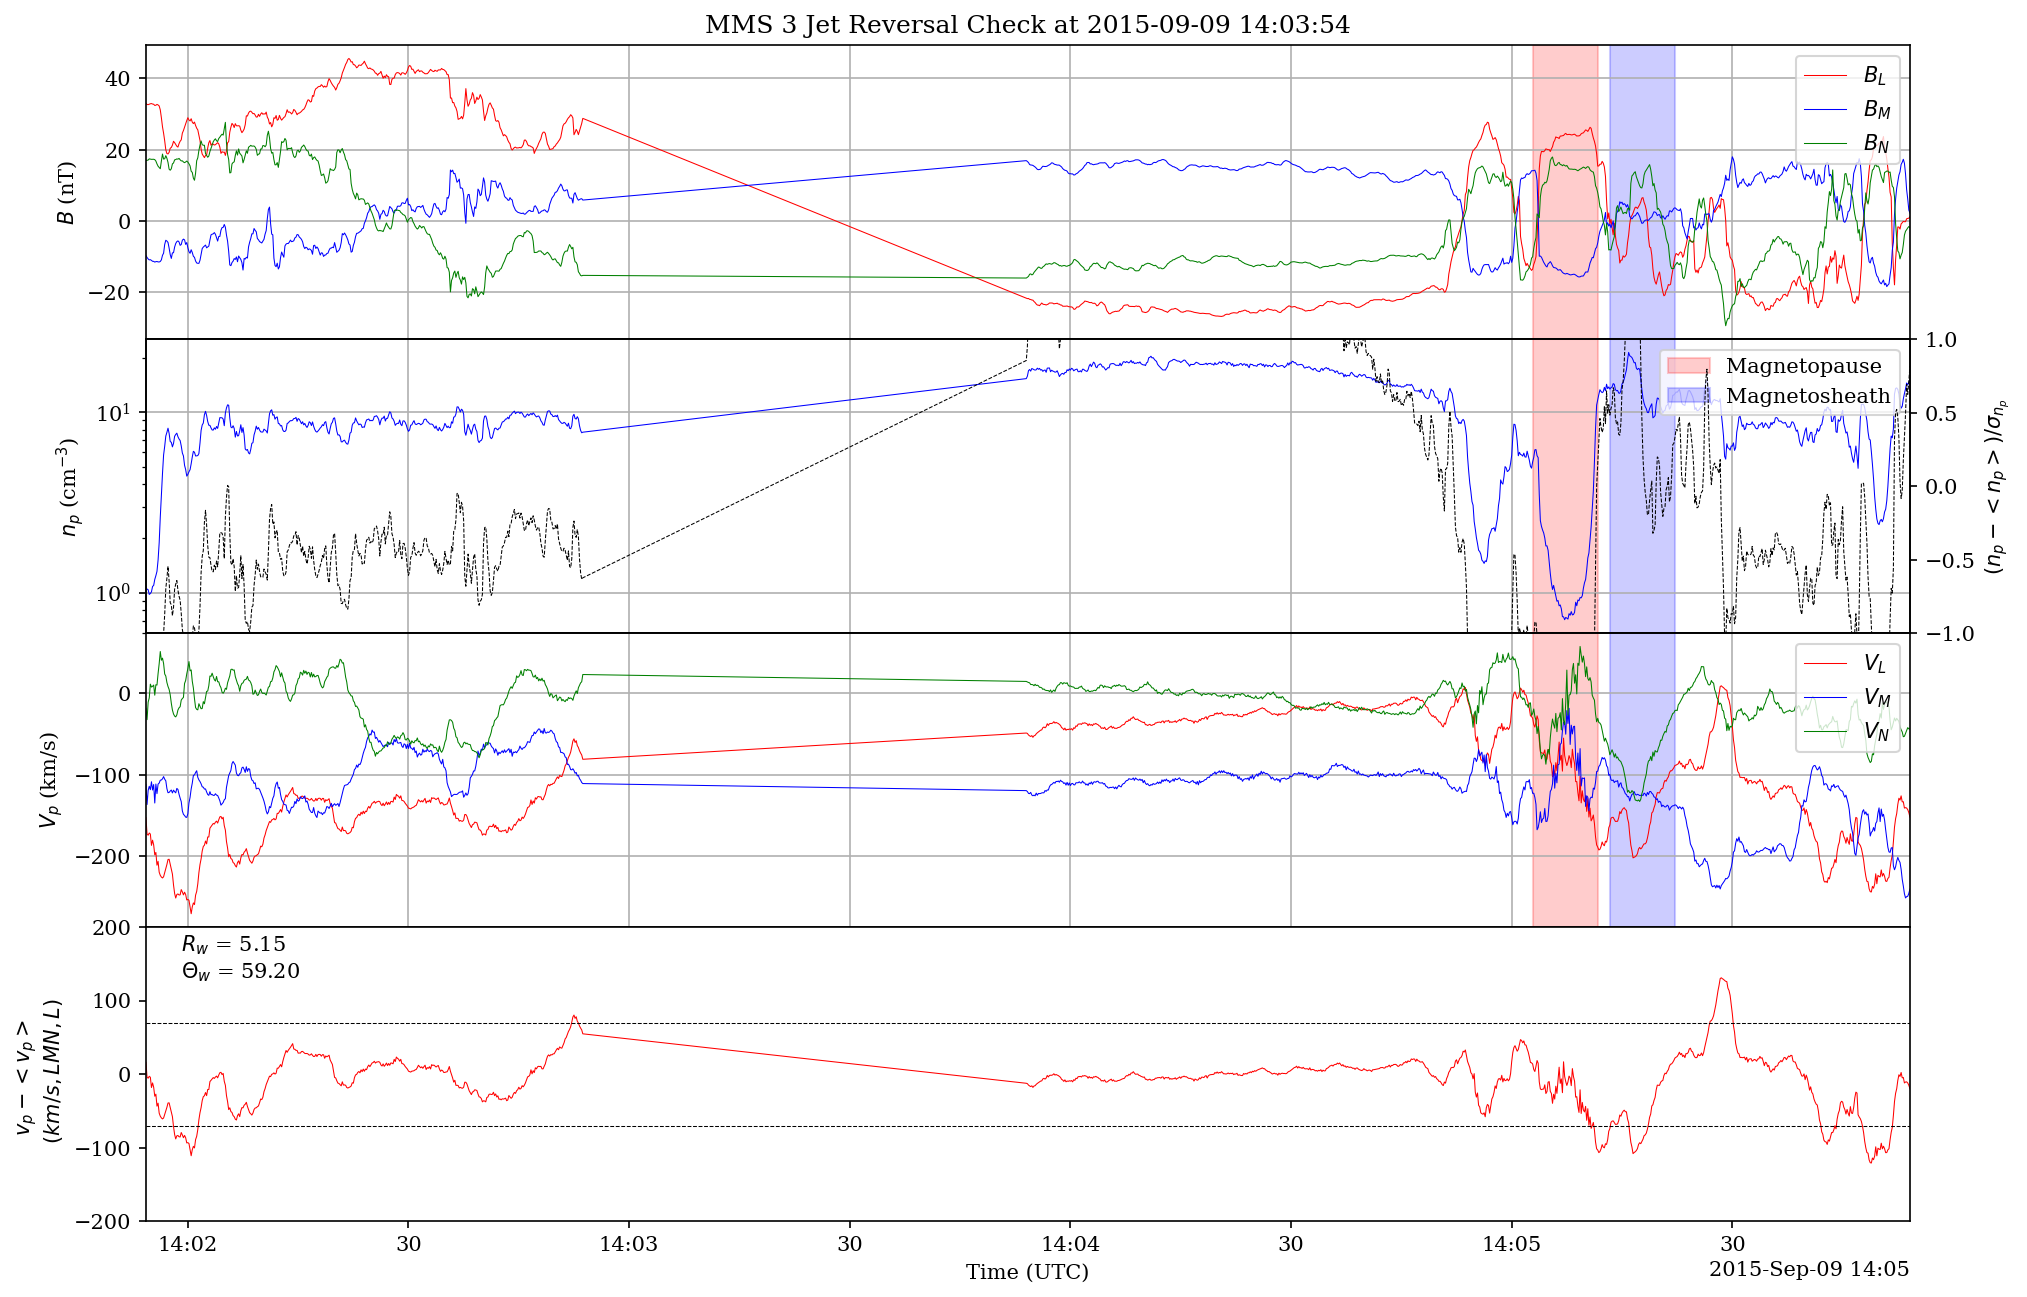 MMS 3 Jet Reversal Check at 2015-09-09 14:03:54
40
20
0
−20
B (nT)
B_L
B_M
B_N
10^1
10^0
n_p (cm^{−3})
1.0
0.5
0.0
−0.5
−1.0
(n_p − < n_p >)/σ_{n_p}
Magnetopause
Magnetosheath
0
−100
−200
V_p (km/s)
V_L
V_M
V_N
200
100
0
−100
−200
v_p − < v_p >
(km/s, LMN, L)
R_w = 5.15
Θ_w = 59.20
14:02
30
14:03
30
14:04
30
14:05
30
Time (UTC)
2015-Sep-09 14:05